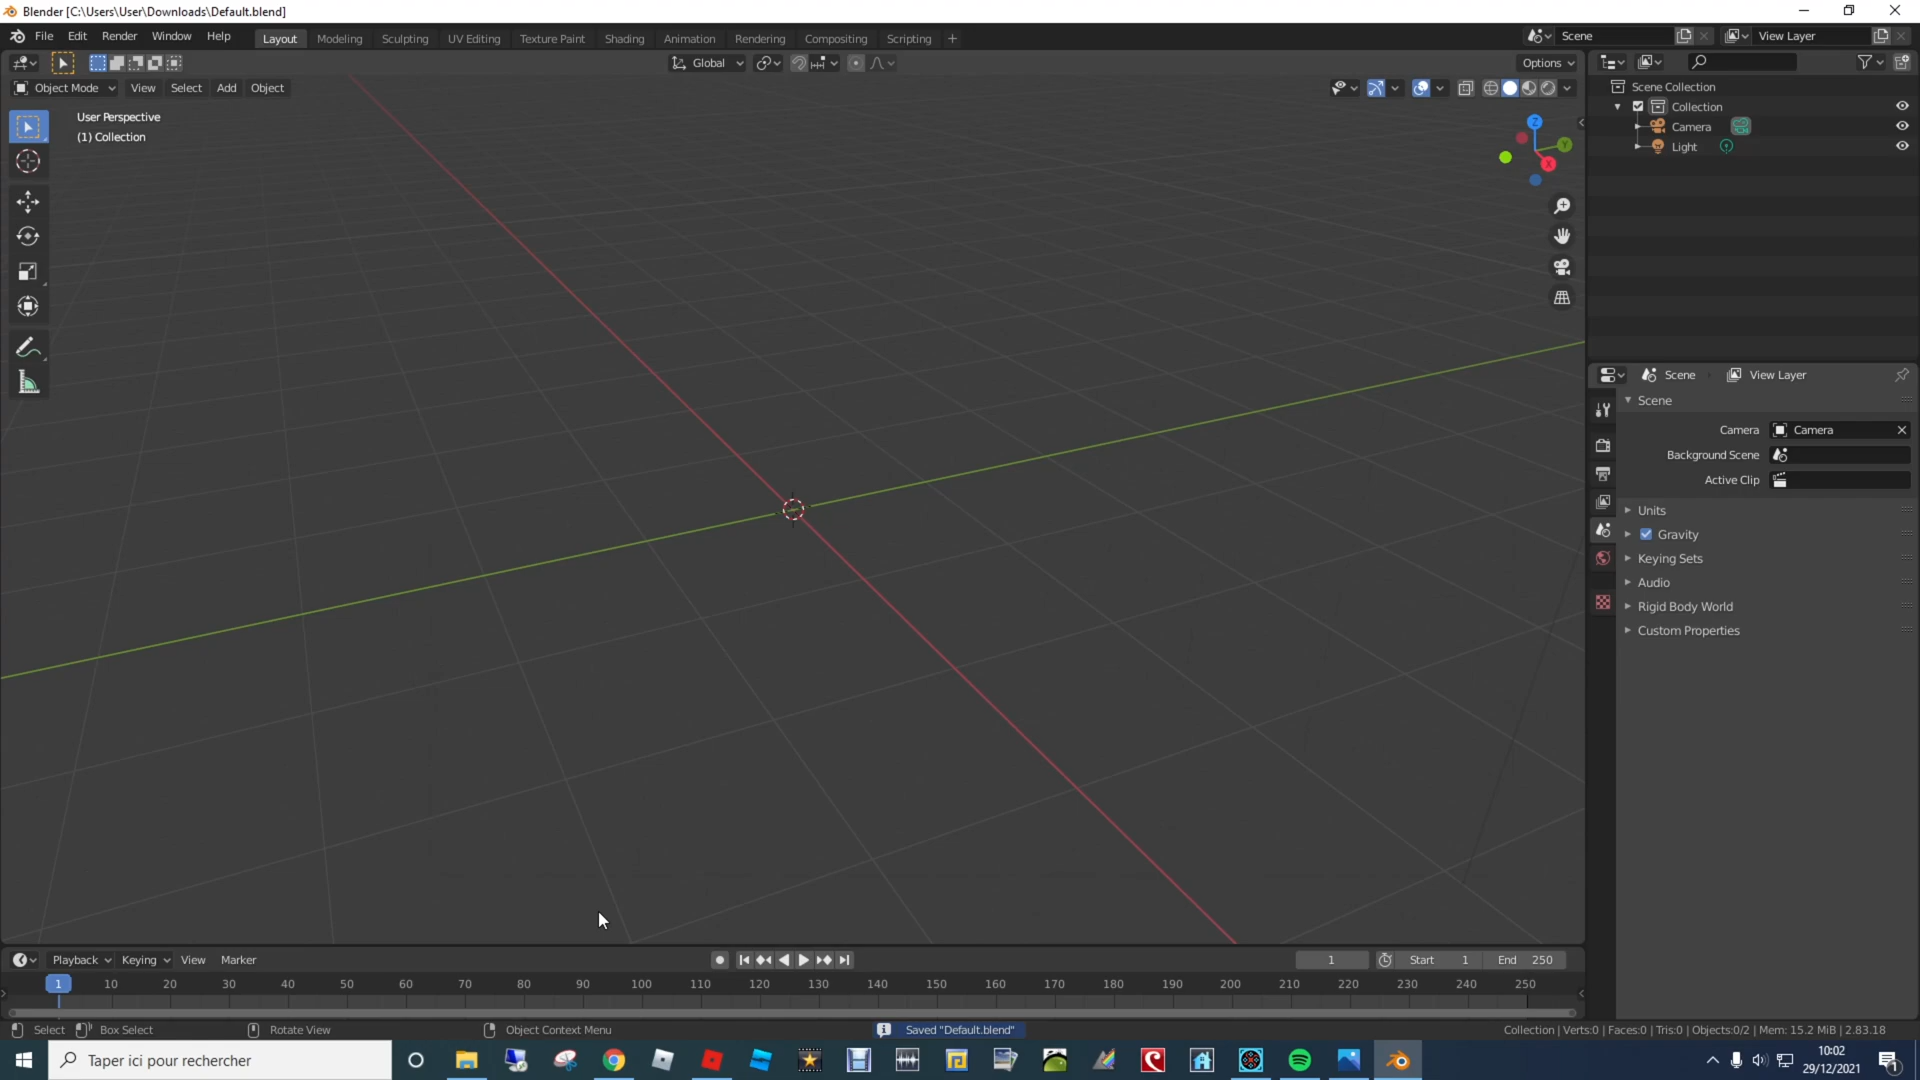 Blender [C:\Users\User\Downloads\Default.blend]
File Edit Render Window Help Layout Modeling Sculpting UV Editing Texture Paint Shading Animation Rendering Compositing Scripting + Scene View Layer
Global Options
Object Mode View Select Add Object
User Perspective
(1) Collection
Z
Y
X
Scene Collection
Collection
Camera
Light
Scene View Layer
Scene
Camera Camera
Background Scene
Active Clip
Units
Gravity
Keying Sets
Audio
Rigid Body World
Custom Properties
Playback Keying View Marker 1 Start 1 End 250
1 10 20 30 40 50 60 70 80 90 100 110 120 130 140 150 160 170 180 190 200 210 220 230 240 250
Select Box Select Rotate View Object Context Menu Saved "Default.blend" Collection | Verts:0 | Faces:0 | Tris:0 | Objects:0/2 | Mem: 15.2 MiB | 2.83.18
Taper ici pour rechercher
10:02
29/12/2021
1